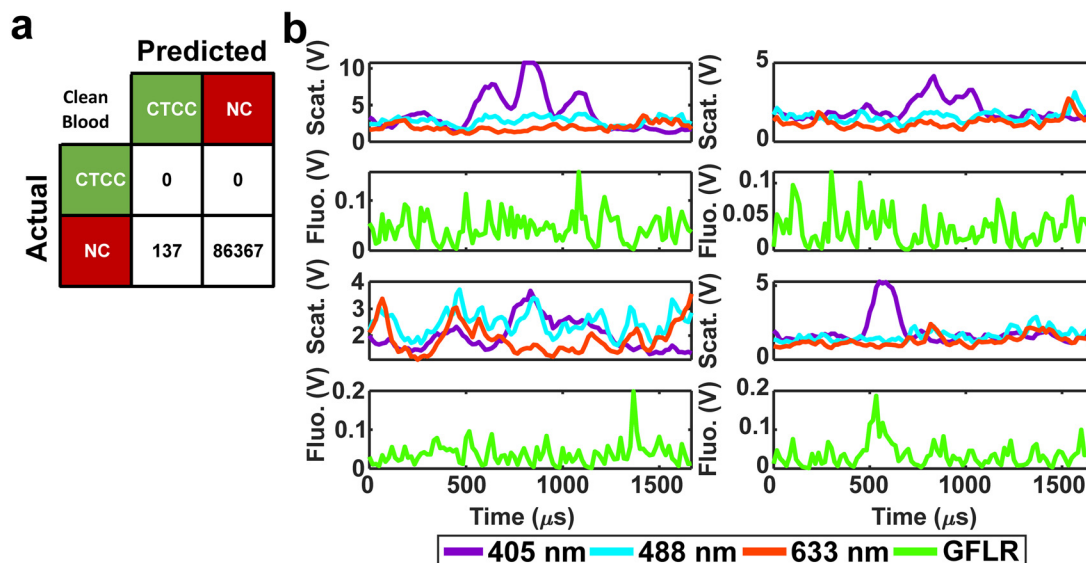 a
Predicted
Clean
Blood
CTCC
NC
Actual
CTCC
0
0
NC
137
86367
b
Scat. (V)
10
5
0
Scat. (V)
5
0
Fluo. (V)
0.1
0
Fluo. (V)
0.1
0.05
0
Scat. (V)
4
3
2
Scat. (V)
5
0
Fluo. (V)
0.2
0.1
0
Fluo. (V)
0.2
0.1
0
0
500
1000
1500
0
500
1000
1500
Time (μs)
Time (μs)
405 nm
488 nm
633 nm
GFLR